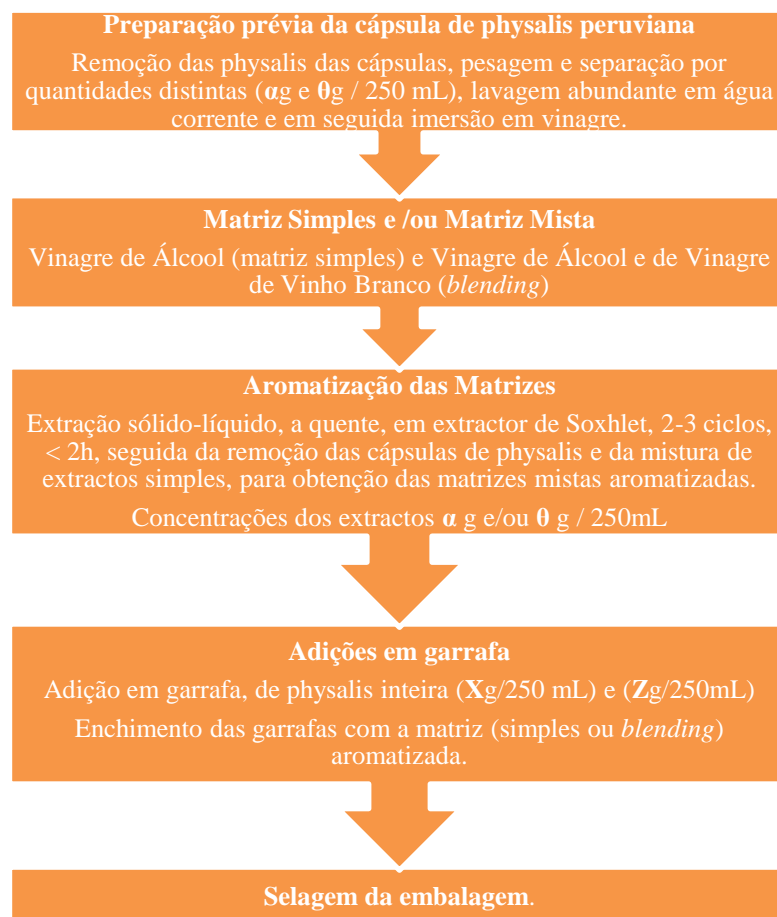 Preparação prévia da cápsula de physalis peruviana
Remoção das physalis das cápsulas, pesagem e separação por
quantidades distintas (αg e θg / 250 mL), lavagem abundante em água
corrente e em seguida imersão em vinagre.
Matriz Simples e /ou Matriz Mista
Vinagre de Álcool (matriz simples) e Vinagre de Álcool e de Vinagre
de Vinho Branco (blending)
Aromatização das Matrizes
Extração sólido-líquido, a quente, em extractor de Soxhlet, 2-3 ciclos,
< 2h, seguida da remoção das cápsulas de physalis e da mistura de
extractos simples, para obtenção das matrizes mistas aromatizadas.
Concentrações dos extractos α g e/ou θ g / 250mL
Adições em garrafa
Adição em garrafa, de physalis inteira (Xg/250 mL) e (Zg/250mL)
Enchimento das garrafas com a matriz (simples ou blending)
aromatizada.
Selagem da embalagem.